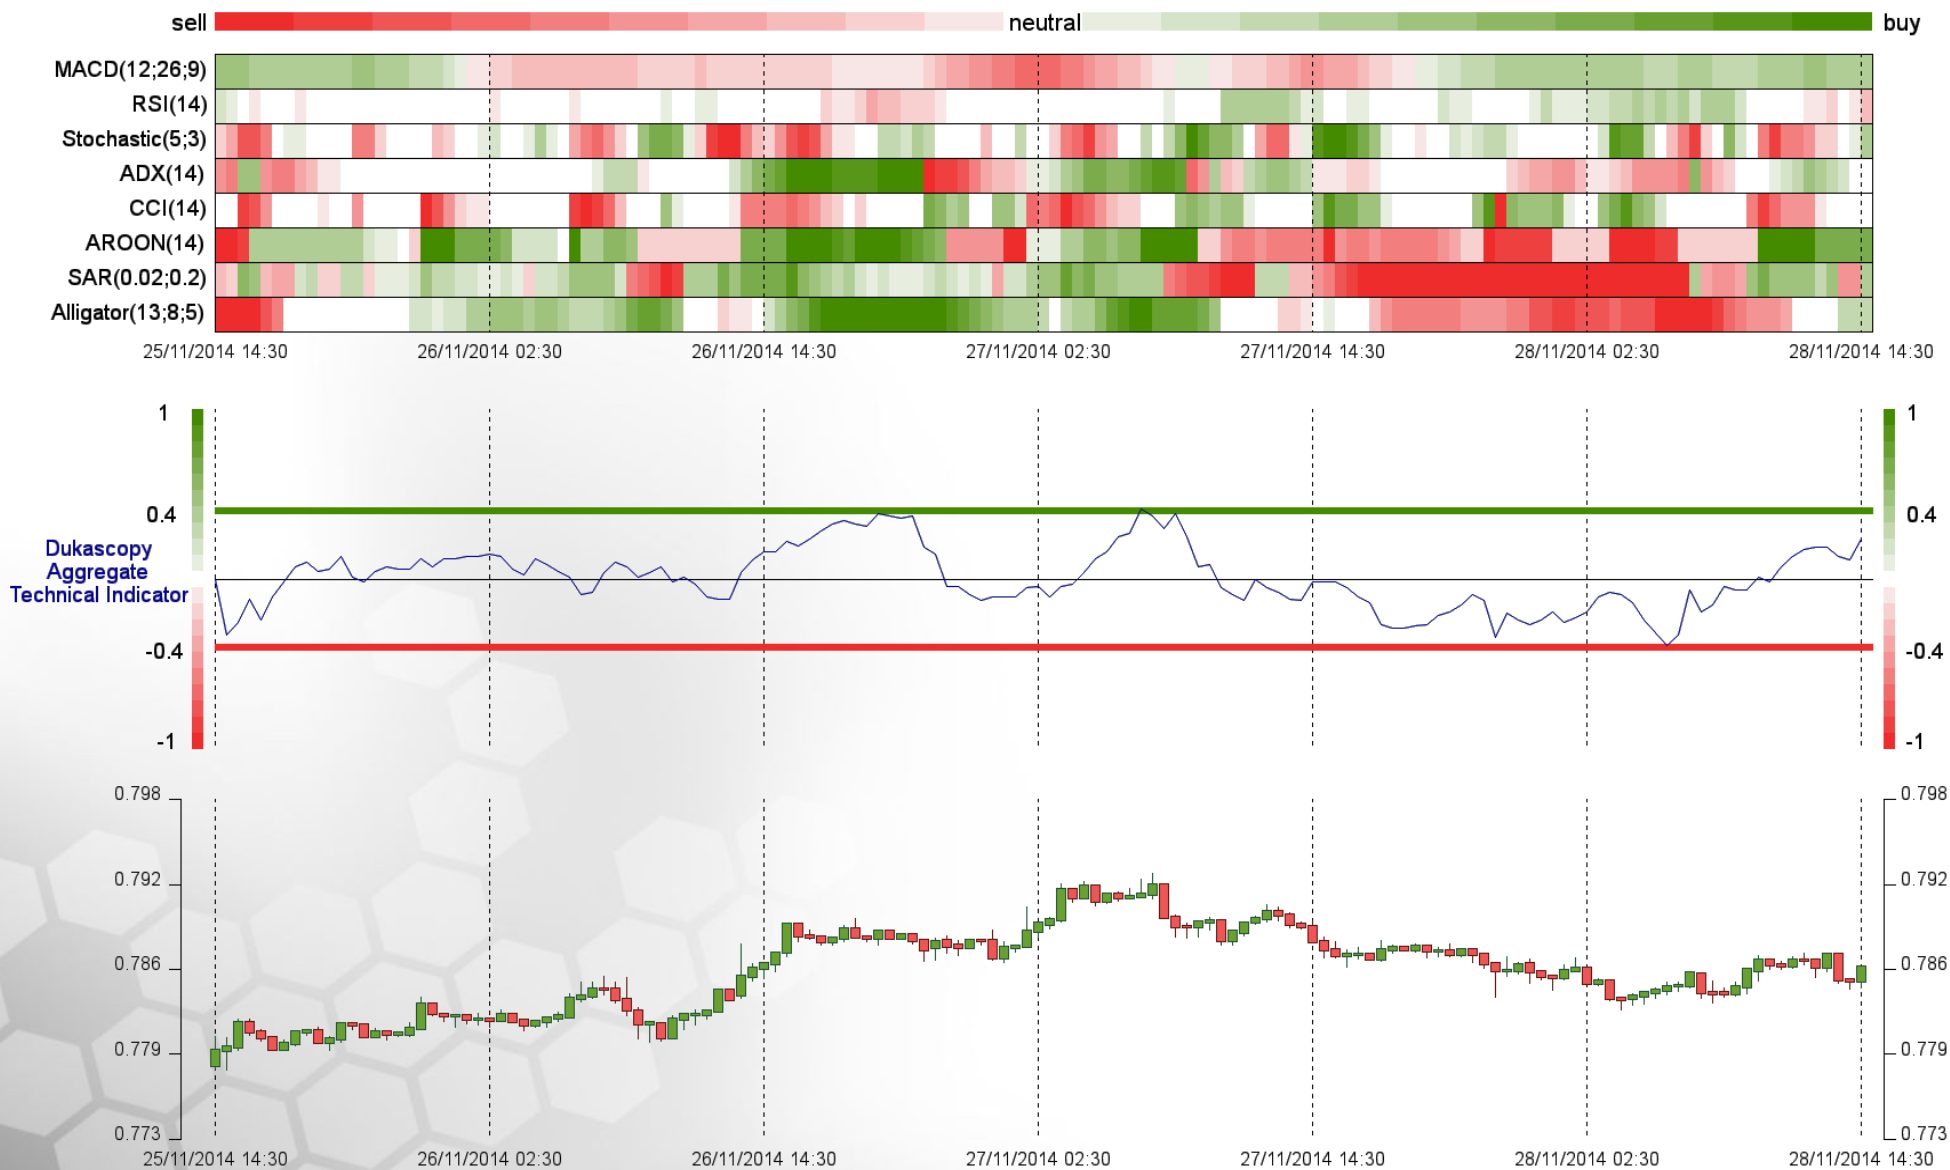 sell neutral buy
MACD(12;26;9)
RSI(14)
Stochastic(5;3)
ADX(14)
CCI(14)
AROON(14)
SAR(0.02;0.2)
Alligator(13;8;5)
25/11/2014 14:30 26/11/2014 02:30 26/11/2014 14:30 27/11/2014 02:30 27/11/2014 14:30 28/11/2014 02:30 28/11/2014 14:30
1 1
0.4 0.4
Dukascopy
Aggregate
Technical Indicator
-0.4 -0.4
-1 -1
0.798 0.798
0.792 0.792
0.786 0.786
0.779 0.779
0.773 0.773
25/11/2014 14:30 26/11/2014 02:30 26/11/2014 14:30 27/11/2014 02:30 27/11/2014 14:30 28/11/2014 02:30 28/11/2014 14:30